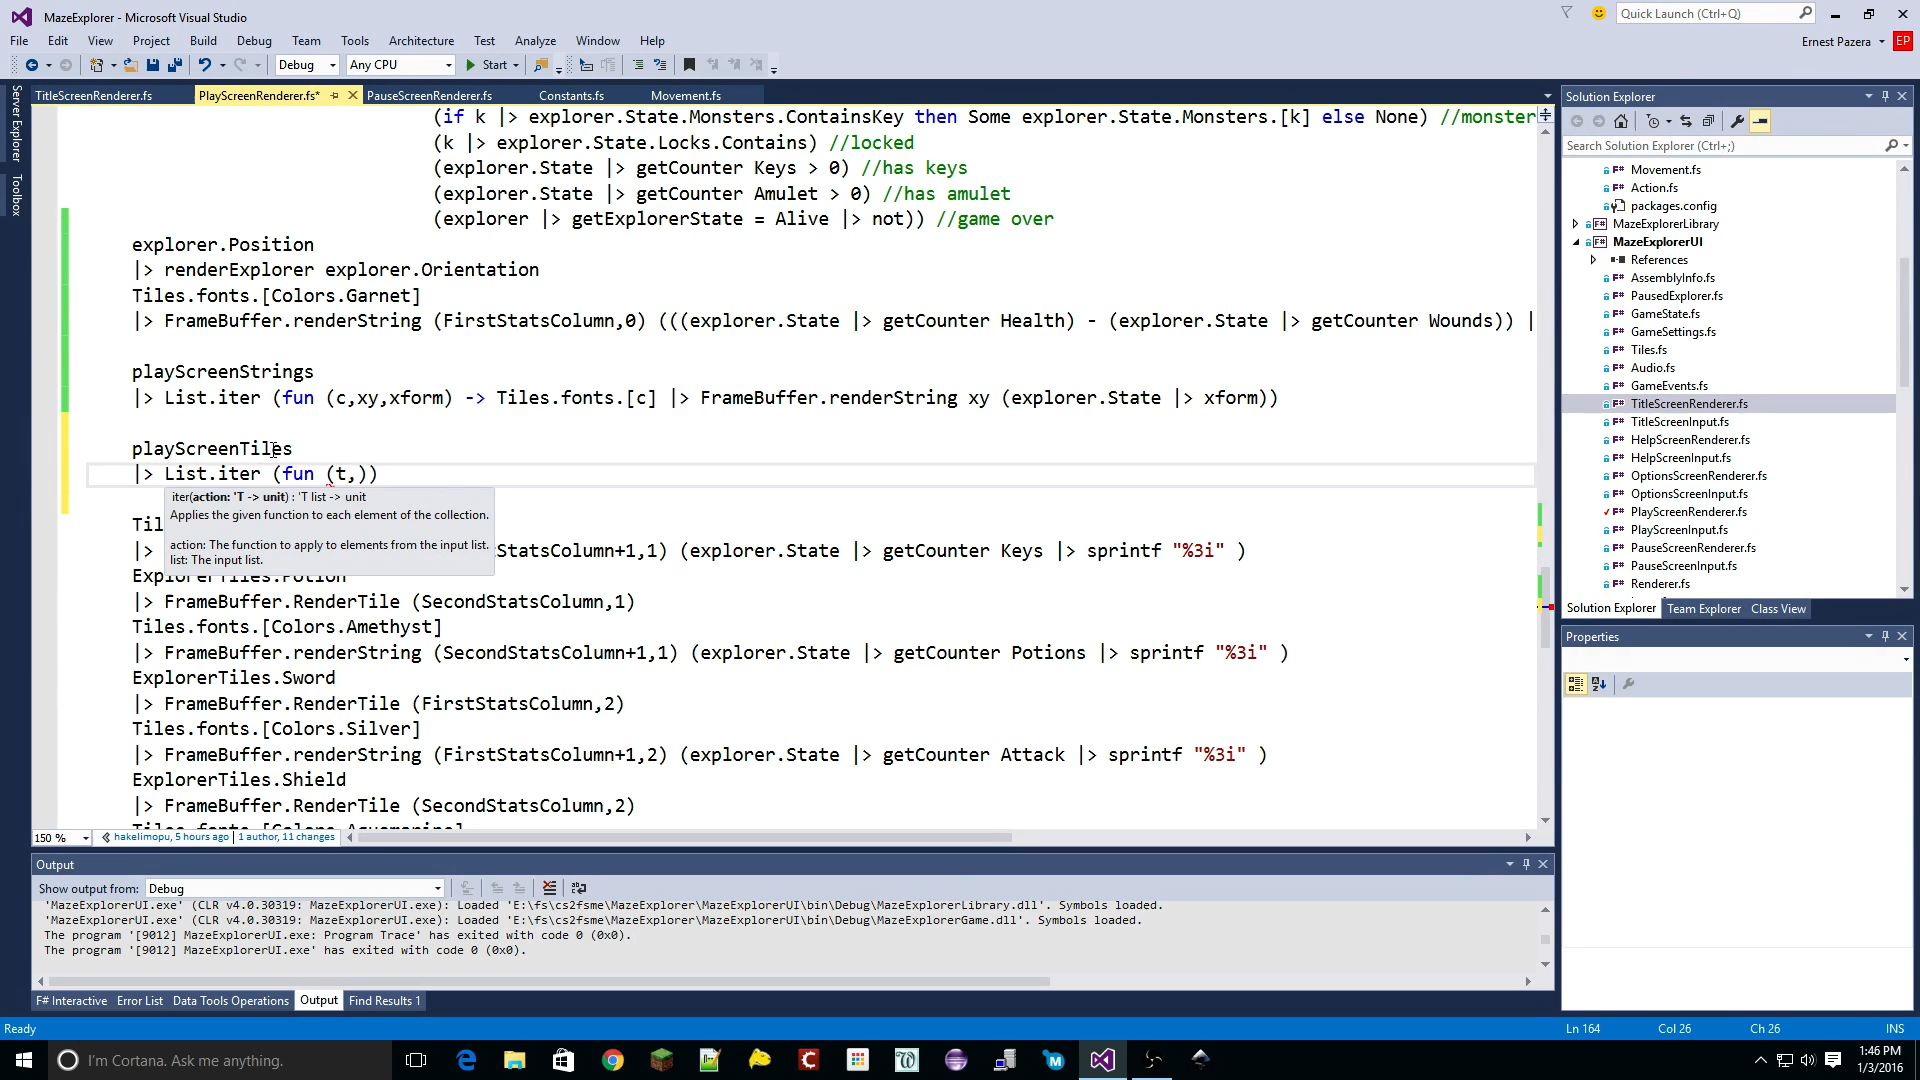 MazeExplorer - Microsoft Visual Studio
Quick Launch (Ctrl+Q)
File Edit View Project Build Debug Team Tools Architecture Test Analyze Window Help
Ernest Pazera EP
Debug Any CPU Start
Server Explorer
Toolbox
TitleScreenRenderer.fs PlayScreenRenderer.fs* PauseScreenRenderer.fs Constants.fs Movement.fs
(if k |> explorer.State.Monsters.ContainsKey then Some explorer.State.Monsters.[k] else None) //monster
(k |> explorer.State.Locks.Contains) //locked
(explorer.State |> getCounter Keys > 0) //has keys
(explorer.State |> getCounter Amulet > 0) //has amulet
(explorer |> getExplorerState = Alive |> not)) //game over
explorer.Position
|> renderExplorer explorer.Orientation
Tiles.fonts.[Colors.Garnet]
|> FrameBuffer.renderString (FirstStatsColumn,0) (((explorer.State |> getCounter Health) - (explorer.State |> getCounter Wounds)) |
playScreenStrings
|> List.iter (fun (c,xy,xform) -> Tiles.fonts.[c] |> FrameBuffer.renderString xy (explorer.State |> xform))
playScreenTiles
|> List.iter (fun (t,))
iter(action: 'T -> unit) : 'T list -> unit
Applies the given function to each element of the collection.
action: The function to apply to elements from the input list.
list: The input list.
Til
|> StatsColumn+1,1) (explorer.State |> getCounter Keys |> sprintf "%3i" )
ExplorerTiles.Potion
|> FrameBuffer.RenderTile (SecondStatsColumn,1)
Tiles.fonts.[Colors.Amethyst]
|> FrameBuffer.renderString (SecondStatsColumn+1,1) (explorer.State |> getCounter Potions |> sprintf "%3i" )
ExplorerTiles.Sword
|> FrameBuffer.RenderTile (FirstStatsColumn,2)
Tiles.fonts.[Colors.Silver]
|> FrameBuffer.renderString (FirstStatsColumn+1,2) (explorer.State |> getCounter Attack |> sprintf "%3i" )
ExplorerTiles.Shield
|> FrameBuffer.RenderTile (SecondStatsColumn,2)
Tiles.fonts.[Colors.Aquamarine]
150 % hakelimopu, 5 hours ago | 1 author, 11 changes
Output
Show output from: Debug
'MazeExplorerUI.exe' (CLR v4.0.30319: MazeExplorerUI.exe): Loaded 'E:\fs\cs2fsme\MazeExplorer\MazeExplorerUI\bin\Debug\MazeExplorerLibrary.dll'. Symbols loaded.
'MazeExplorerUI.exe' (CLR v4.0.30319: MazeExplorerUI.exe): Loaded 'E:\fs\cs2fsme\MazeExplorer\MazeExplorerUI\bin\Debug\MazeExplorerGame.dll'. Symbols loaded.
The program '[9012] MazeExplorerUI.exe: Program Trace' has exited with code 0 (0x0).
The program '[9012] MazeExplorerUI.exe' has exited with code 0 (0x0).
F# Interactive Error List Data Tools Operations Output Find Results 1
Solution Explorer
Search Solution Explorer (Ctrl+;)
Movement.fs
Action.fs
packages.config
MazeExplorerLibrary
MazeExplorerUI
References
AssemblyInfo.fs
PausedExplorer.fs
GameState.fs
GameSettings.fs
Tiles.fs
Audio.fs
GameEvents.fs
TitleScreenRenderer.fs
TitleScreenInput.fs
HelpScreenRenderer.fs
HelpScreenInput.fs
OptionsScreenRenderer.fs
OptionsScreenInput.fs
PlayScreenRenderer.fs
PlayScreenInput.fs
PauseScreenRenderer.fs
PauseScreenInput.fs
Renderer.fs
Solution Explorer Team Explorer Class View
Properties
Ready Ln 164 Col 26 Ch 26 INS
I'm Cortana. Ask me anything.
1:46 PM
1/3/2016